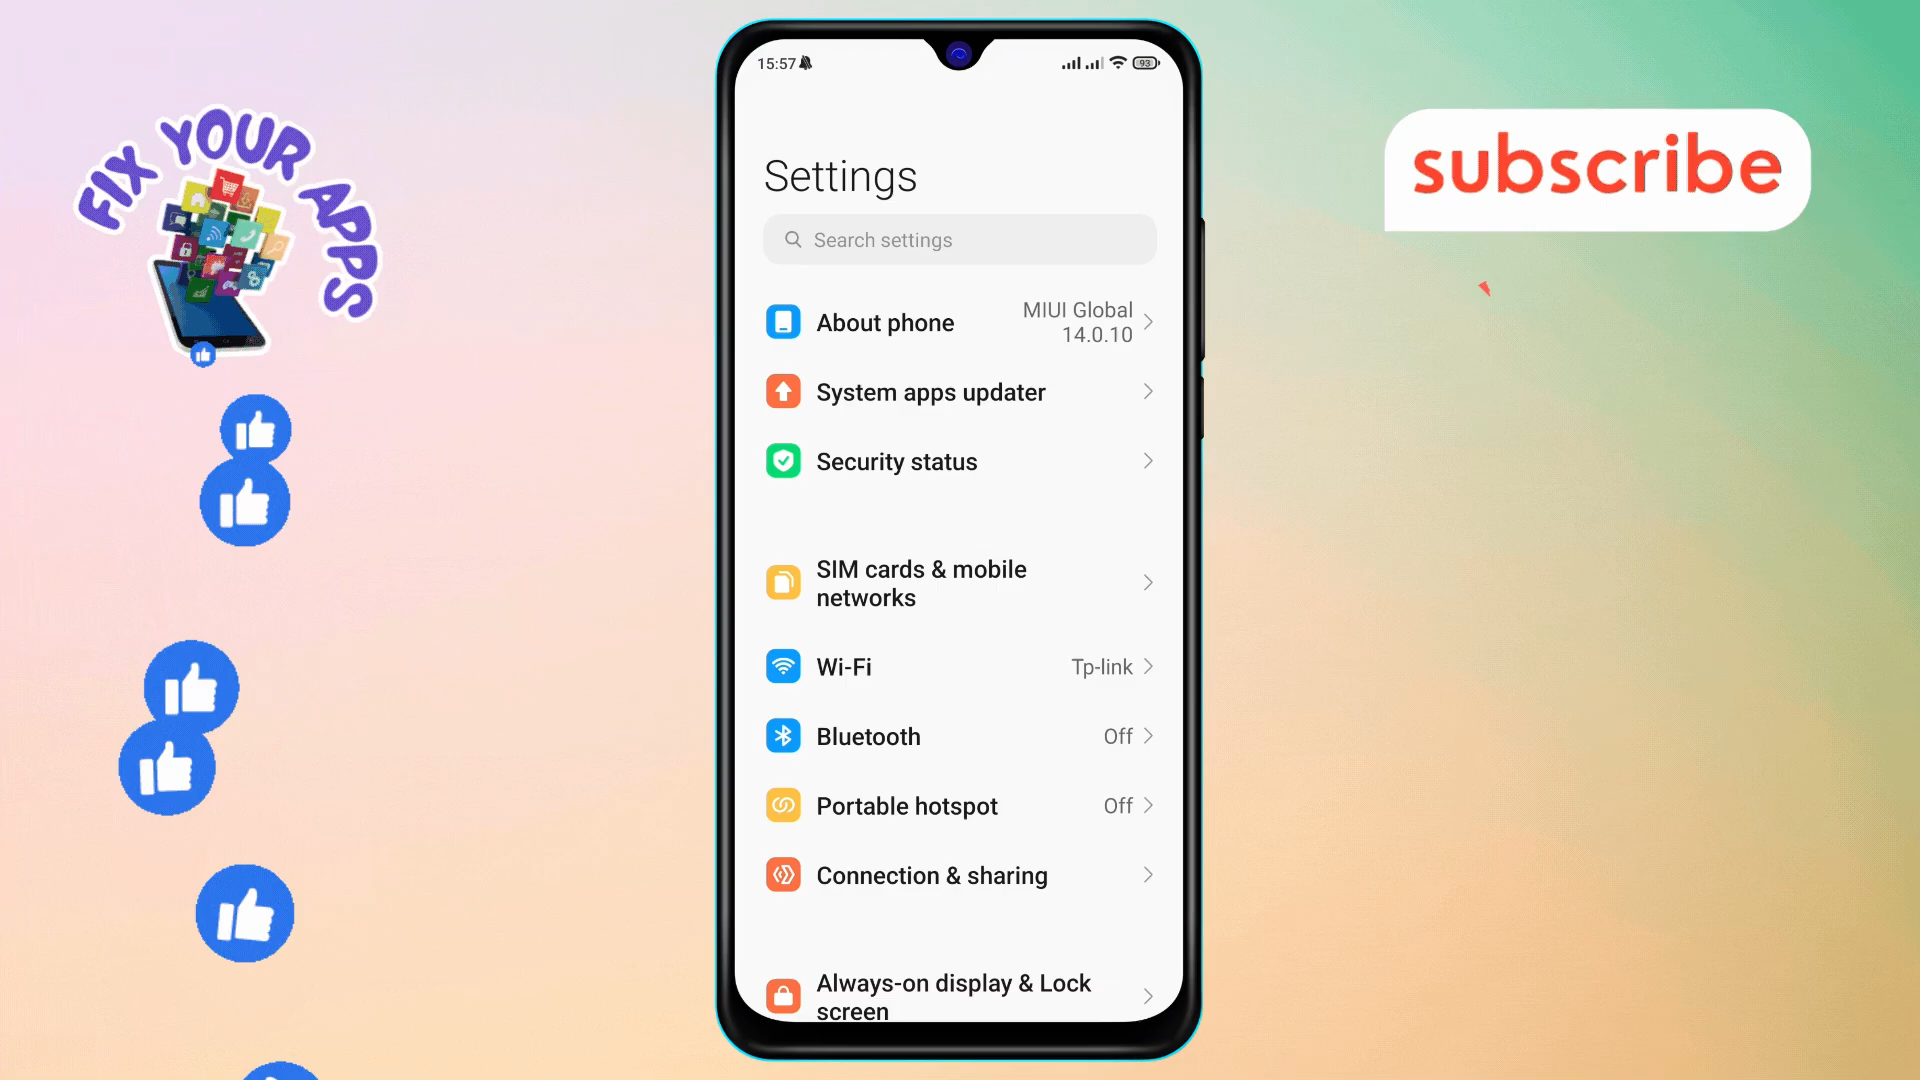 FIX YOUR APPS
subscribe
15:57
93
Settings
Search settings
About phone
MIUI Global
14.0.10
System apps updater
Security status
SIM cards & mobile
networks
Wi-Fi
Tp-link
Bluetooth
Off
Portable hotspot
Off
Connection & sharing
Always-on display & Lock
screen